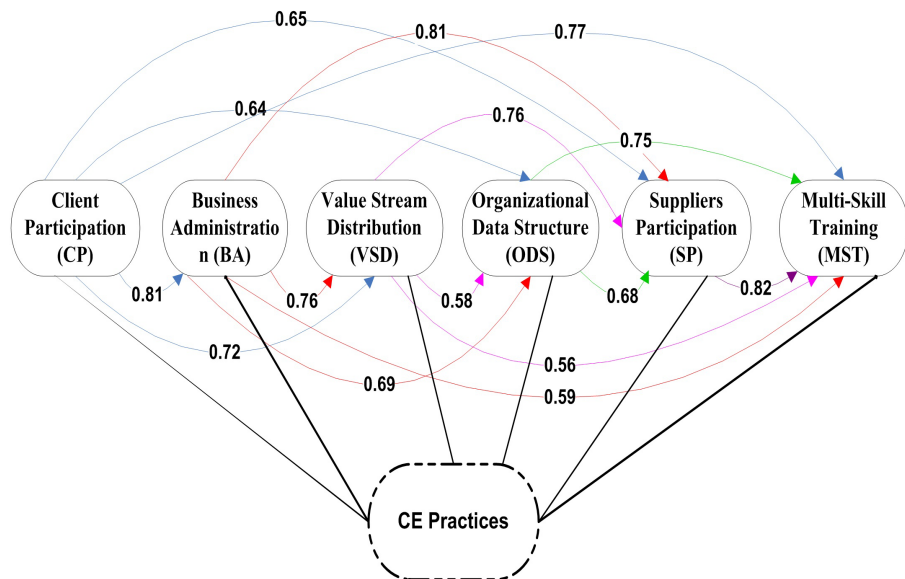 0.65
0.81
0.77
0.64
0.76
0.75
Client
Participation
(CP)
Business
Administratio
n (BA)
Value Stream
Distribution
(VSD)
Organizational
Data Structure
(ODS)
Suppliers
Participation
(SP)
Multi-Skill
Training
(MST)
0.81
0.76
0.58
0.68
0.82
0.72
0.56
0.69
0.59
CE Practices